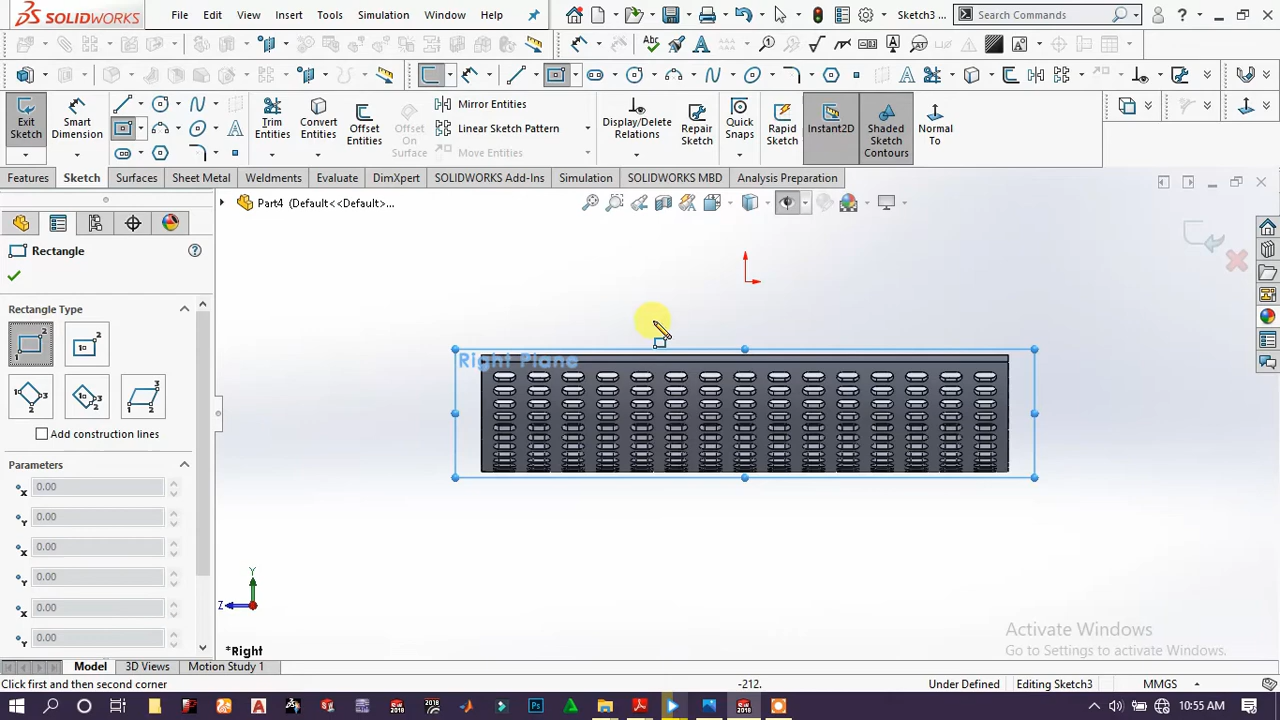 SOLIDWORKS File Edit View Insert Tools Simulation Window Help Sketch3 ... Search Commands ?
Exit Sketch Smart Dimension Trim Entities Convert Entities Offset Entities Offset On Surface Mirror Entities Linear Sketch Pattern Move Entities Display/Delete Relations Repair Sketch Quick Snaps Rapid Sketch Instant2D Shaded Sketch Contours Normal To
Features Sketch Surfaces Sheet Metal Weldments Evaluate DimXpert SOLIDWORKS Add-Ins Simulation SOLIDWORKS MBD Analysis Preparation
Part4 (Default<<Default>...
Rectangle
Rectangle Type
Right Plane
Add construction lines
Parameters
0.00
0.00
0.00
0.00
0.00
0.00
Y
Z
*Right
Activate Windows
Go to Settings to activate Windows.
Model 3D Views Motion Study 1
Click first and then second corner -212. Under Defined Editing Sketch3 MMGS
10:55 AM